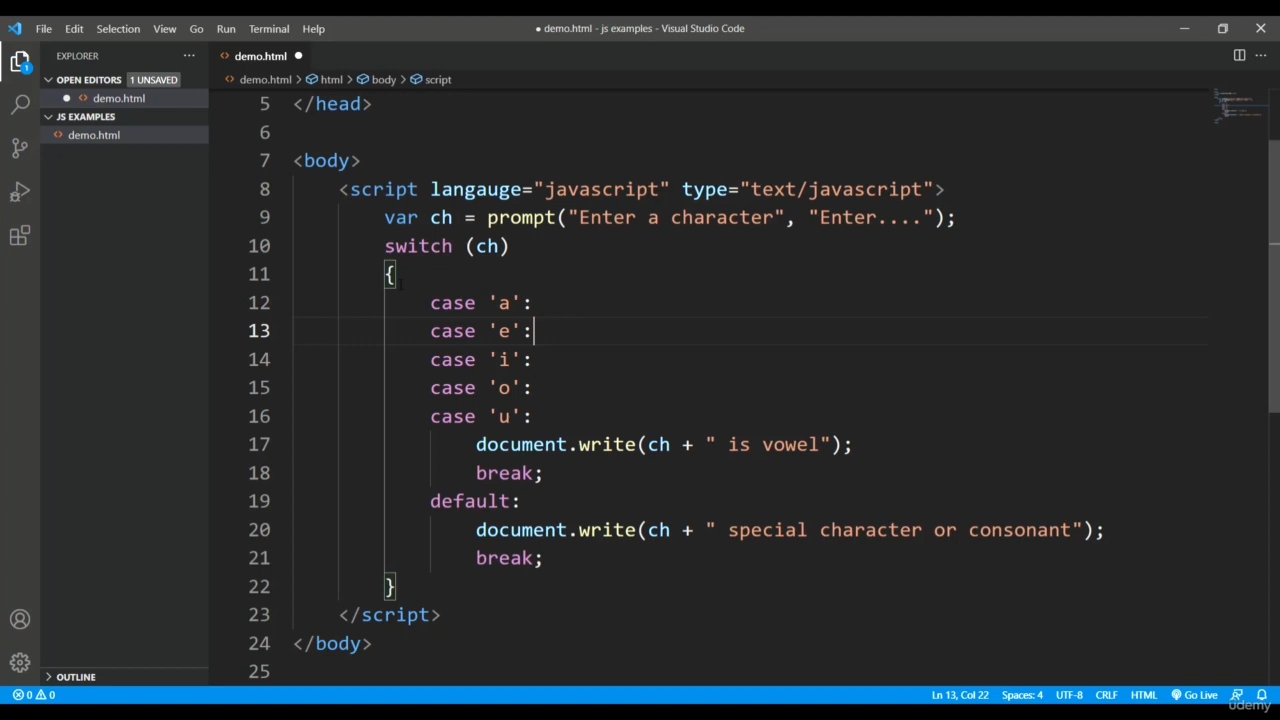 File Edit Selection View Go Run Terminal Help ● demo.html - js examples - Visual Studio Code
EXPLORER ··· <> demo.html ●
OPEN EDITORS 1 UNSAVED <> demo.html > html > body > script
● <> demo.html
JS EXAMPLES
<> demo.html
1
5 </head>
6
7 <body>
8 <script langauge="javascript" type="text/javascript">
9 var ch = prompt("Enter a character", "Enter....");
10 switch (ch)
11 {
12 case 'a':
13 case 'e':
14 case 'i':
15 case 'o':
16 case 'u':
17 document.write(ch + " is vowel");
18 break;
19 default:
20 document.write(ch + " special character or consonant");
21 break;
22 }
23 </script>
24 </body>
25
OUTLINE
0 0 Ln 13, Col 22 Spaces: 4 UTF-8 CRLF HTML Go Live
udemy